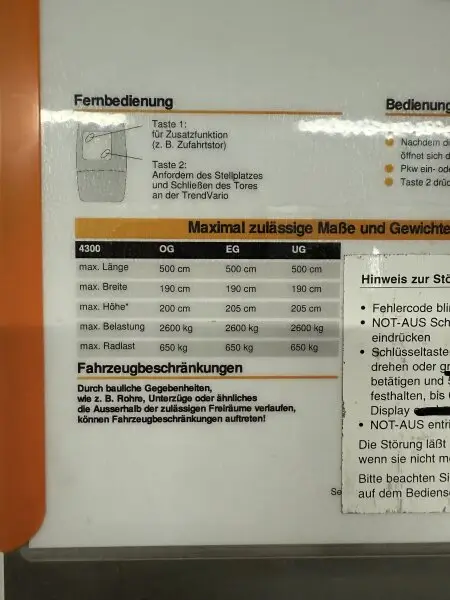 Fernbedienung
Taste 1:
für Zusatzfunktion
(z. B. Zufahrtstor)
Taste 2:
Anfordern des Stellplatzes
und Schließen des Tores
an der TrendVario
Bedienung
Nachdem d
öffnet sich d
Pkw ein- ode
Taste 2 drüc
Maximal zulässige Maße und Gewichte
4300 OG EG UG
max. Länge 500 cm 500 cm 500 cm
max. Breite 190 cm 190 cm 190 cm
max. Höhe* 200 cm 205 cm 205 cm
max. Belastung 2600 kg 2600 kg 2600 kg
max. Radlast 650 kg 650 kg 650 kg
Fahrzeugbeschränkungen
Durch bauliche Gegebenheiten,
wie z. B. Rohre, Unterzüge oder ähnliches
die Ausserhalb der zulässigen Freiräume verlaufen,
können Fahrzeugbeschränkungen auftreten!
Se
Hinweis zur Stö
• Fehlercode bli
• NOT-AUS Sch
eindrücken
• Schlüsseltaste
drehen oder
betätigen und
festhalten, bis
Display
• NOT-AUS entri
Die Störung läßt
wenn sie nicht m
Bitte beachten Si
auf dem Bediens